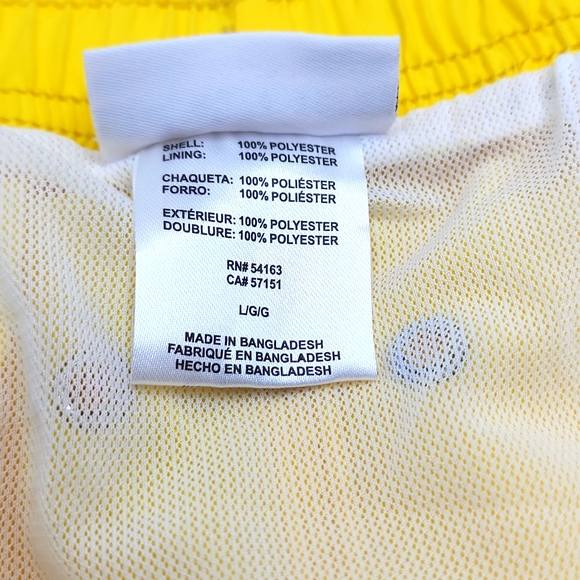 SHELL: 100% POLYESTER
LINING: 100% POLYESTER
CHAQUETA: 100% POLIÉSTER
FORRO: 100% POLIÉSTER
EXTÉRIEUR: 100% POLYESTER
DOUBLURE: 100% POLYESTER
RN# 54163
CA# 57151
L/G/G
MADE IN BANGLADESH
FABRIQUÉ EN BANGLADESH
HECHO EN BANGLADESH